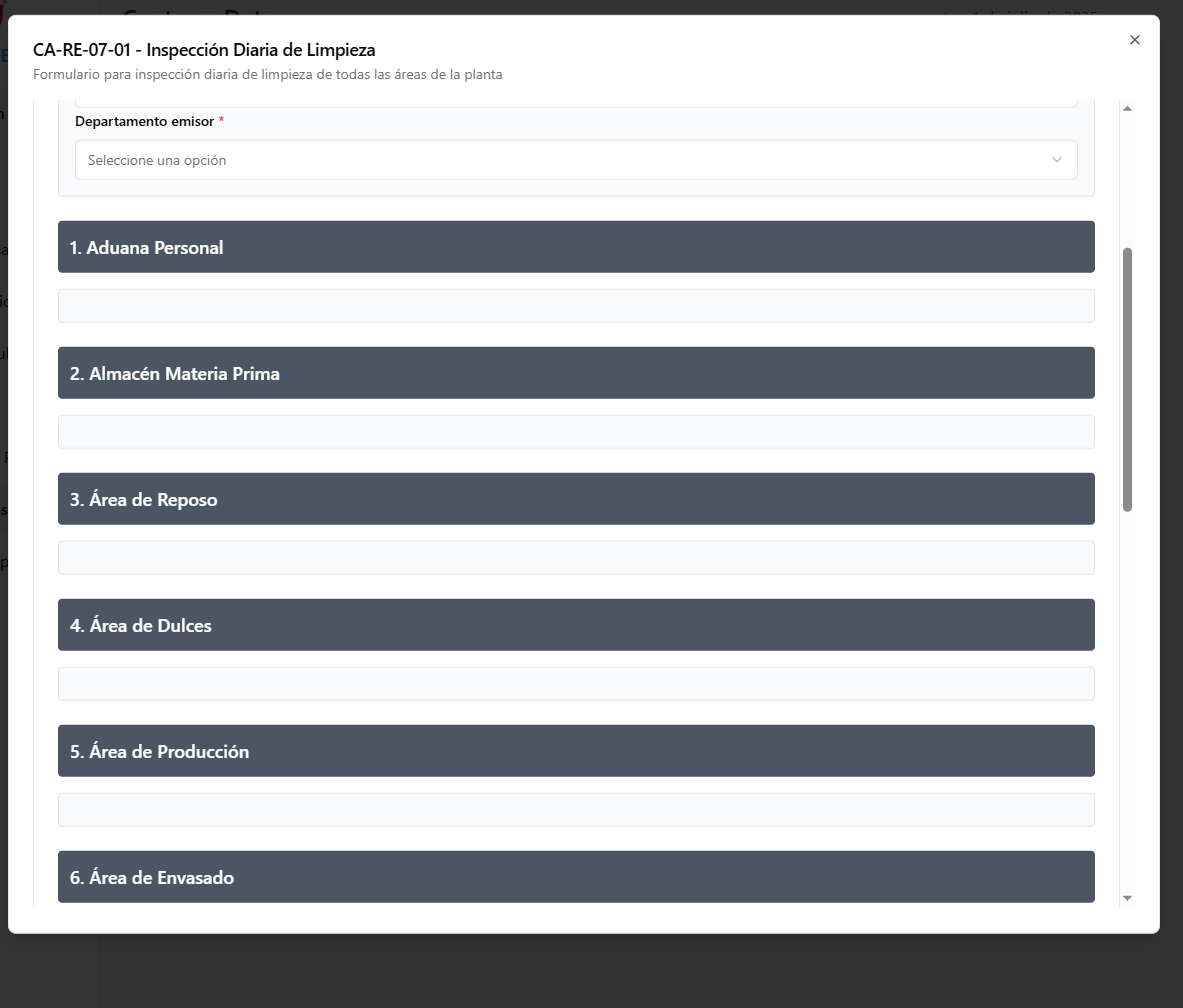 CA-RE-07-01 - Inspección Diaria de Limpieza
Formulario para inspección diaria de limpieza de todas las áreas de la planta
Departamento emisor *
Seleccione una opción
1. Aduana Personal
2. Almacén Materia Prima
3. Área de Reposo
4. Área de Dulces
5. Área de Producción
6. Área de Envasado